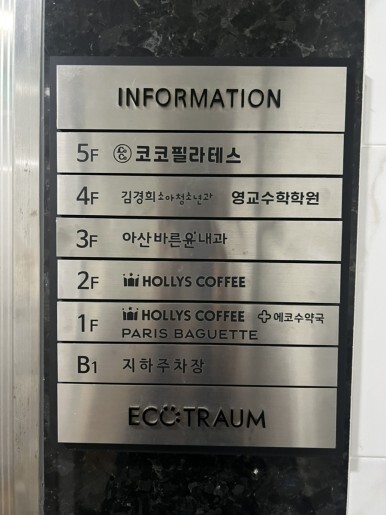 INFORMATION
5F 코코필라테스
4F 김경희소아청소년과 영교수학학원
3F 아산바른윤내과
2F HOLLYS COFFEE
1F HOLLYS COFFEE 에코수약국
PARIS BAGUETTE
B1 지하주차장
ECO:TRAUM